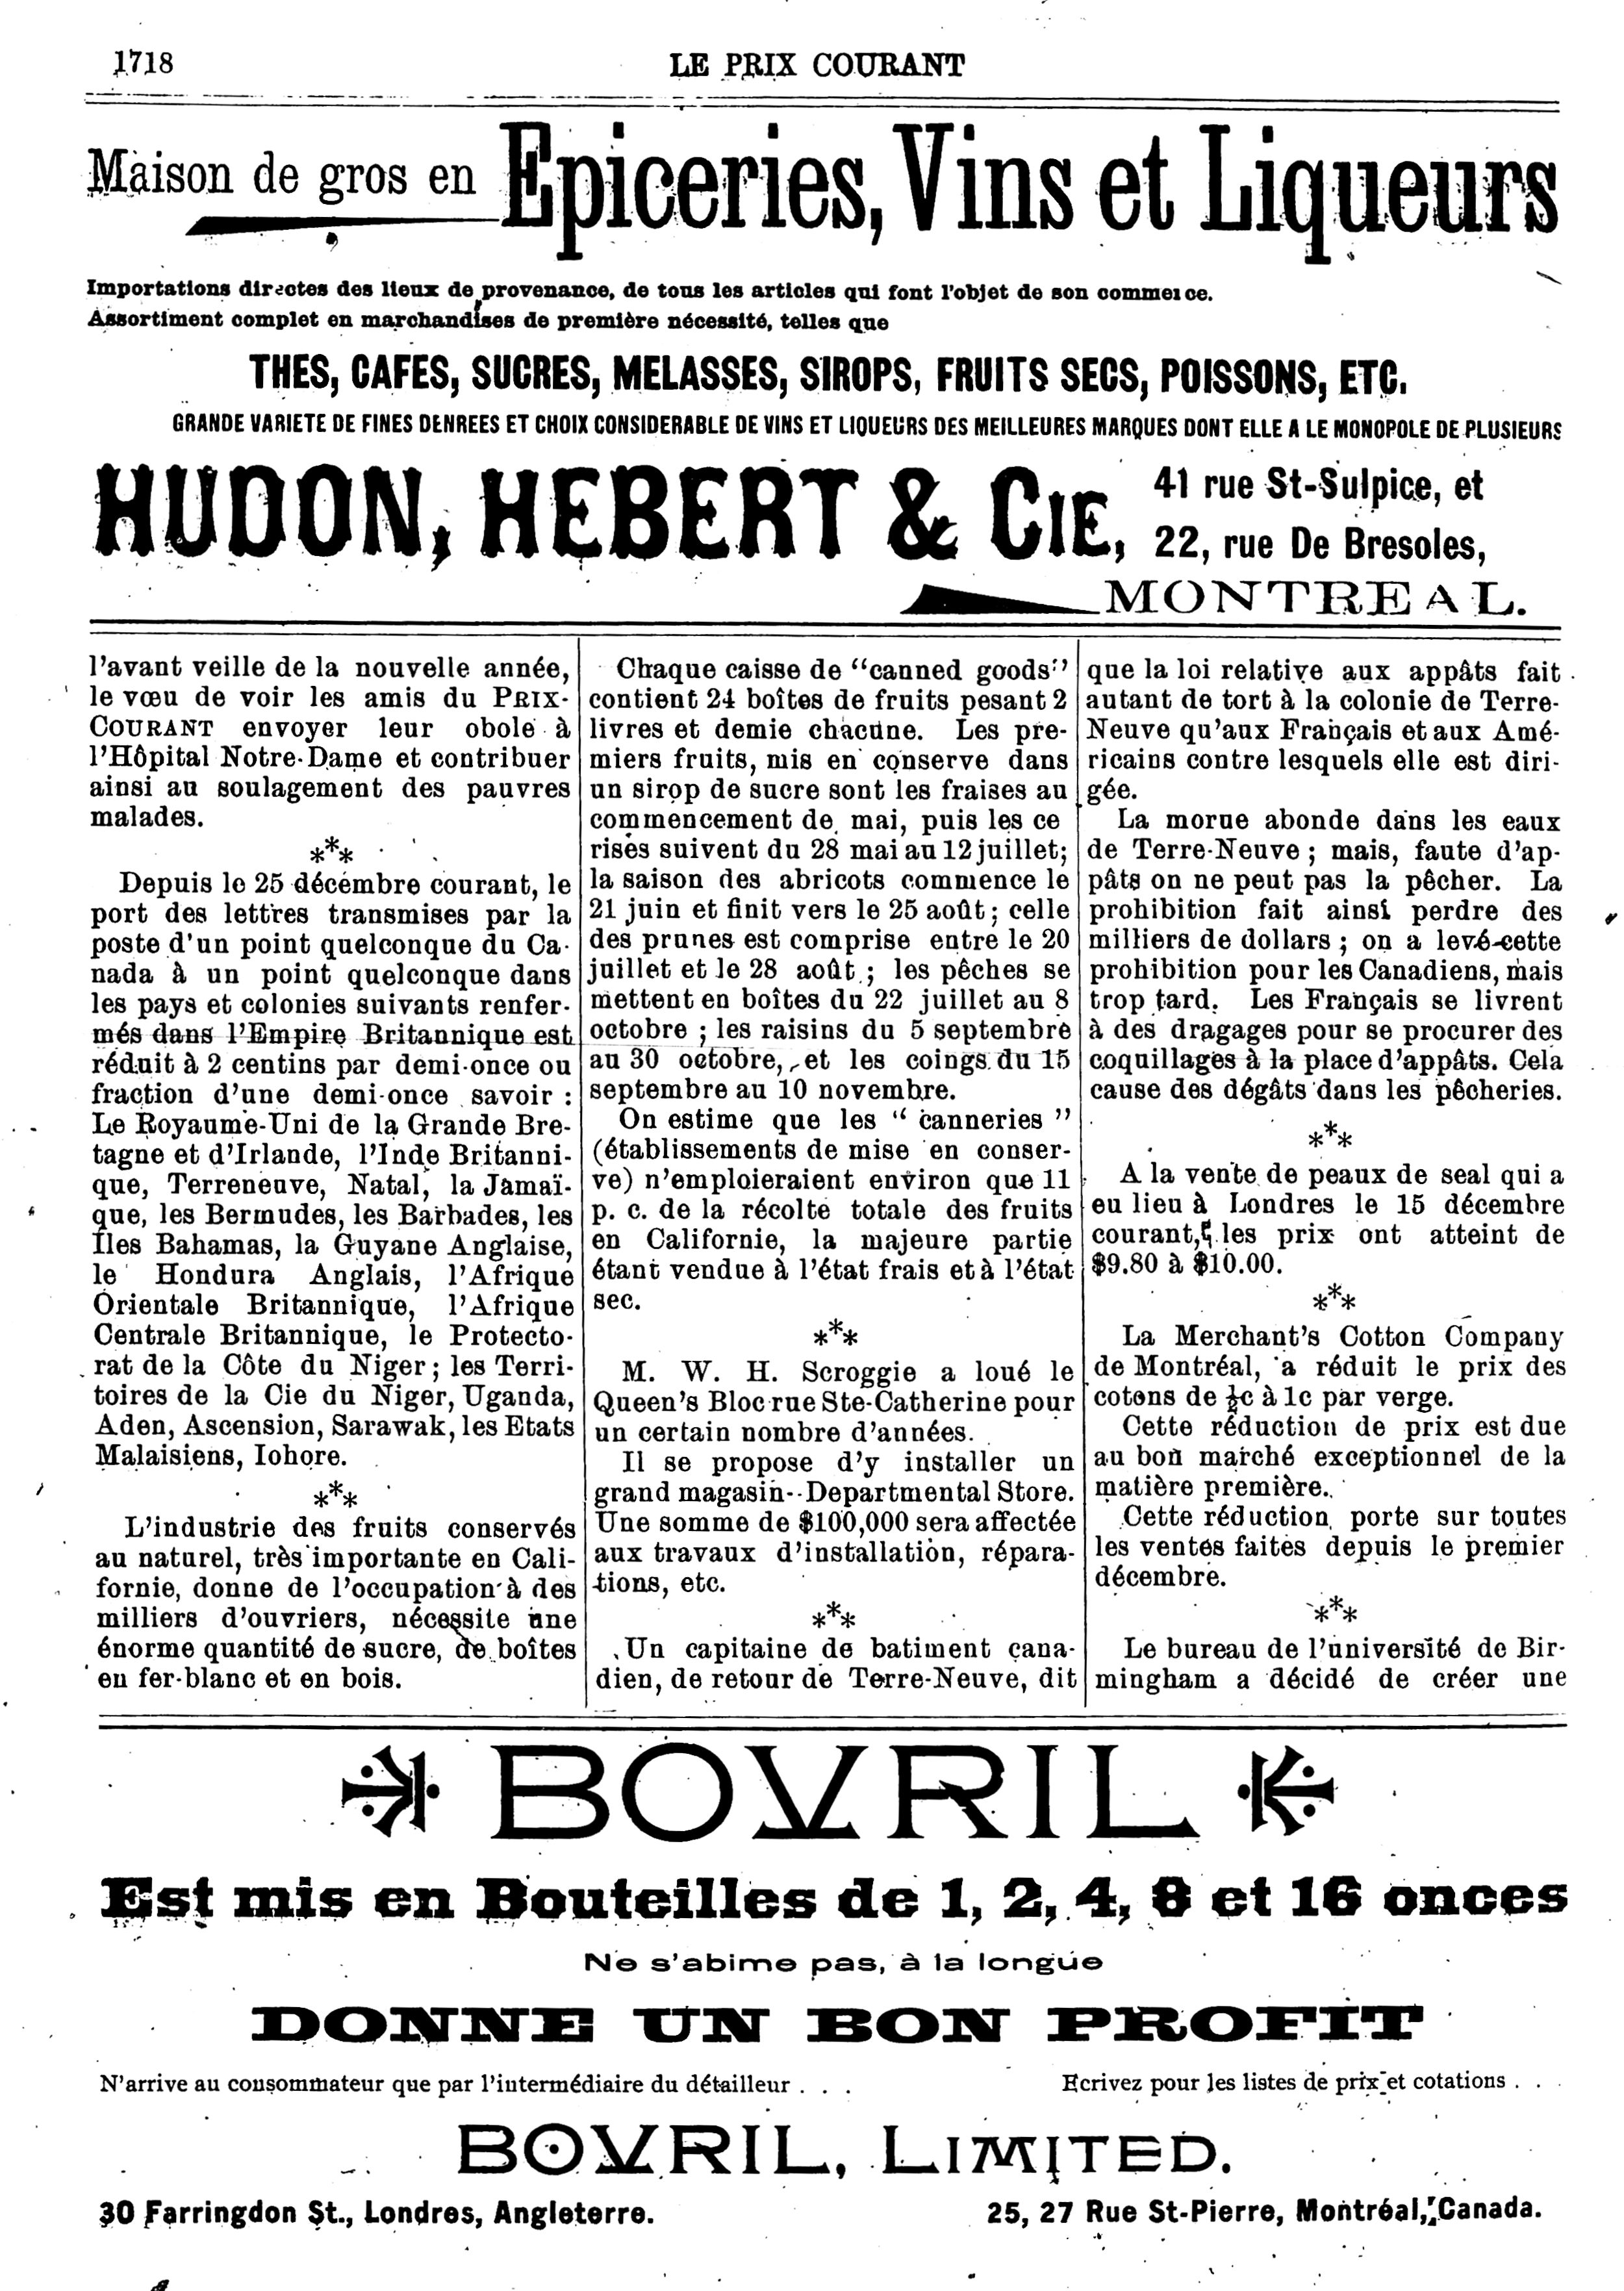 1718
LE PRIX COURANT
Maison de gros en Epiceries, Vins et Liqueurs
Importations directes des lieux de provenance, de tous les articles qui font l'objet de son commerce.
Assortiment complet en marchandises de première nécessité, telles que
THES, CAFES, SUCRES, MELASSES, SIROPS, FRUITS SECS, POISSONS, ETC.
GRANDE VARIETE DE FINES DENREES ET CHOIX CONSIDERABLE DE VINS ET LIQUEURS DES MEILLEURES MARQUES DONT ELLE A LE MONOPOLE DE PLUSIEURS
HUDON, HEBERT & CIE,
41 rue St-Sulpice, et
22, rue De Bresoles,
MONTREAL.
l'avant veille de la nouvelle année,
le vœu de voir les amis du PRIX-
COURANT envoyer leur obole à
l'Hôpital Notre-Dame et contribuer
ainsi au soulagement des pauvres
malades.
***
Depuis le 25 décembre courant, le
port des lettres transmises par la
poste d'un point quelconque du Ca-
nada à un point quelconque dans
les pays et colonies suivants renfer-
més dans l'Empire Britannique est
réduit à 2 centins par demi-once ou
fraction d'une demi-once savoir :
Le Royaume-Uni de la Grande Bre-
tagne et d'Irlande, l'Inde Britanni-
que, Terreneuve, Natal, la Jamaï-
que, les Bermudes, les Barbades, les
Îles Bahamas, la Guyane Anglaise,
le Hondura Anglais, l'Afrique
Orientale Britannique, l'Afrique
Centrale Britannique, le Protecto-
rat de la Côte du Niger ; les Terri-
toires de la Cie du Niger, Uganda,
Aden, Ascension, Sarawak, les Etats
Malaisiens, Iohore.
***
L'industrie des fruits conservés
au naturel, très importante en Cali-
fornie, donne de l'occupation à des
milliers d'ouvriers, nécessite une
énorme quantité de sucre, de boîtes
en fer-blanc et en bois.
Chaque caisse de "canned goods"
contient 24 boîtes de fruits pesant 2
livres et demie chacune. Les pre-
miers fruits, mis en conserve dans
un sirop de sucre sont les fraises au
commencement de mai, puis les ce
rises suivent du 28 mai au 12 juillet;
la saison des abricots commence le
21 juin et finit vers le 25 août ; celle
des prunes est comprise entre le 20
juillet et le 28 août ; les pêches se
mettent en boîtes du 22 juillet au 8
octobre ; les raisins du 5 septembre
au 30 octobre, et les coings du 15
septembre au 10 novembre.
On estime que les " canneries "
(établissements de mise en conser-
ve) n'emploieraient environ que 11
p. c. de la récolte totale des fruits
en Californie, la majeure partie
étant vendue à l'état frais et à l'état
sec.
***
M. W. H. Scroggie a loué le
Queen's Bloc rue Ste-Catherine pour
un certain nombre d'années.
Il se propose d'y installer un
grand magasin--Departmental Store.
Une somme de $100,000 sera affectée
aux travaux d'installation, répara-
tions, etc.
***
Un capitaine de batiment cana-
dien, de retour de Terre-Neuve, dit
que la loi relative aux appâts fait
autant de tort à la colonie de Terre-
Neuve qu'aux Français et aux Amé-
ricains contre lesquels elle est diri-
gée.
La morue abonde dans les eaux
de Terre-Neuve ; mais, faute d'ap-
pâts on ne peut pas la pêcher. La
prohibition fait ainsi perdre des
milliers de dollars ; on a levé cette
prohibition pour les Canadiens, mais
trop tard. Les Français se livrent
à des dragages pour se procurer des
coquillages à la place d'appâts. Cela
cause des dégâts dans les pêcheries.
***
A la vente de peaux de seal qui a
eu lieu à Londres le 15 décembre
courant, les prix ont atteint de
$9.80 à $10.00.
***
La Merchant's Cotton Company
de Montréal, a réduit le prix des
cotons de ½c à 1c par verge.
Cette réduction de prix est due
au bon marché exceptionnel de la
matière première.
Cette réduction porte sur toutes
les ventes faites depuis le premier
décembre.
***
Le bureau de l'université de Bir-
mingham a décidé de créer une
BOVRIL
Est mis en Bouteilles de 1, 2, 4, 8 et 16 onces
Ne s'abime pas, à la longue
DONNE UN BON PROFIT
N'arrive au consommateur que par l'intermédiaire du détailleur . . .
Ecrivez pour les listes de prix et cotations . . .
BOVRIL, LIMITED.
30 Farringdon St., Londres, Angleterre.
25, 27 Rue St-Pierre, Montréal, Canada.